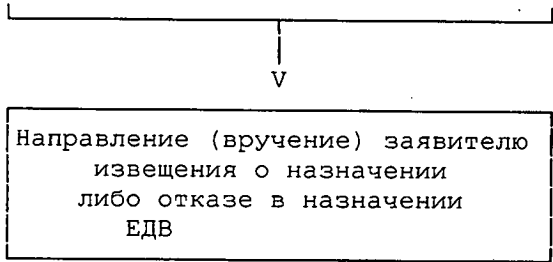 V
Направление (вручение) заявителю
извещения о назначении
либо отказе в назначении
ЕДВ